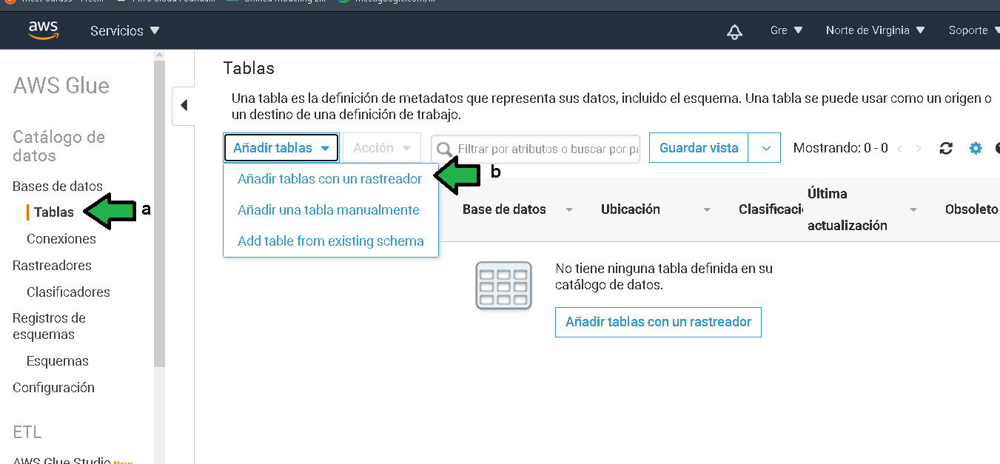 aws
Servicios
Gre
Norte de Virginia
Soporte
AWS Glue
Catálogo de
datos
Bases de datos
Tablas
a
Conexiones
Rastreadores
Clasificadores
Registros de
esquemas
Esquemas
Configuración
ETL
AWS Glue Studio New
Tablas
Una tabla es la definición de metadatos que representa sus datos, incluido el esquema. Una tabla se puede usar como un origen o
un destino de una definición de trabajo.
Añadir tablas
Acción
Filtrar por atributos o buscar por pa
Guardar vista
Mostrando: 0 - 0
Añadir tablas con un rastreador
b
Añadir una tabla manualmente
Add table from existing schema
Base de datos
Ubicación
Clasificaci
Última
actualización
Obsoleto
No tiene ninguna tabla definida en su
catálogo de datos.
Añadir tablas con un rastreador